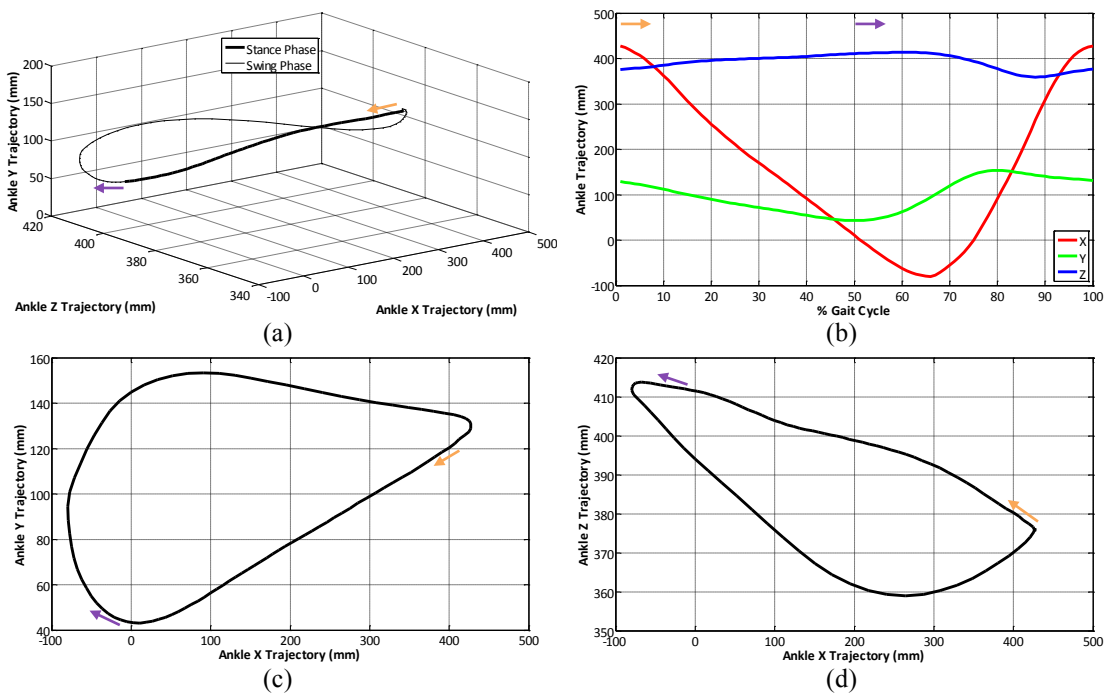 Stance Phase
Swing Phase
Ankle Y Trajectory (mm)
200
150
100
50
0
420
400
380
360
340
-100
0
100
200
300
400
500
Ankle Z Trajectory (mm)
Ankle X Trajectory (mm)
(a)
Ankle Trajectory (mm)
500
400
300
200
100
0
-100
X
Y
Z
0 10 20 30 40 50 60 70 80 90 100
% Gait Cycle
(b)
Ankle Y Trajectory (mm)
160
140
120
100
80
60
40
-100 0 100 200 300 400 500
Ankle X Trajectory (mm)
(c)
Ankle Z Trajectory (mm)
420
410
400
390
380
370
360
350
-100 0 100 200 300 400 500
Ankle X Trajectory (mm)
(d)